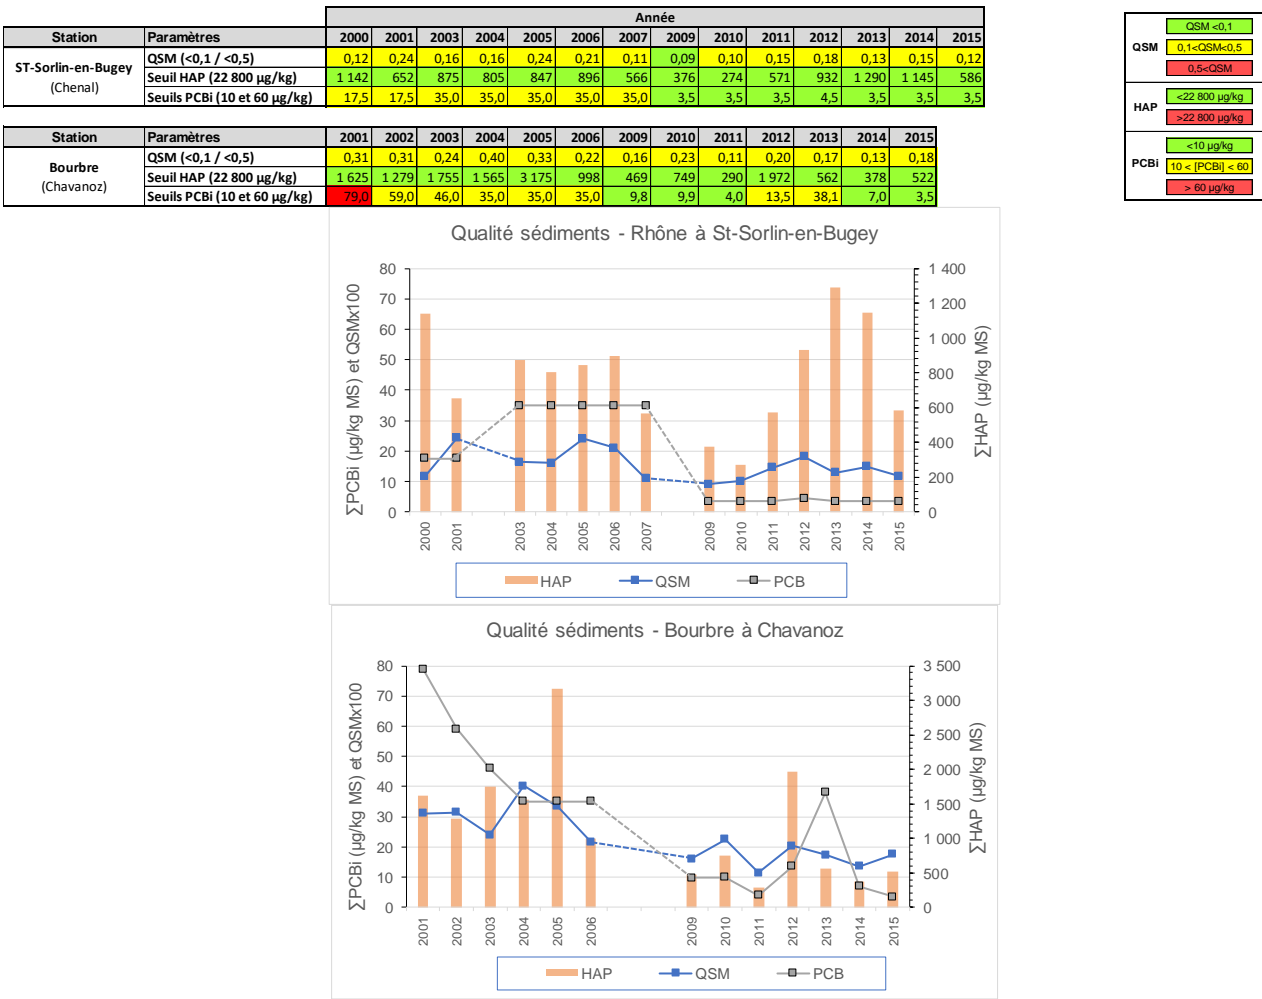 Année
Station Paramètres 2000 2001 2003 2004 2005 2006 2007 2009 2010 2011 2012 2013 2014 2015
ST-Sorlin-en-Bugey
(Chenal)
QSM (<0,1 / <0,5) 0,12 0,24 0,16 0,16 0,24 0,21 0,11 0,09 0,10 0,15 0,18 0,13 0,15 0,12
Seuil HAP (22 800 µg/kg) 1 142 652 875 805 847 896 566 376 274 571 932 1 290 1 145 586
Seuils PCBi (10 et 60 µg/kg) 17,5 17,5 35,0 35,0 35,0 35,0 35,0 3,5 3,5 3,5 4,5 3,5 3,5 3,5
Station Paramètres 2001 2002 2003 2004 2005 2006 2009 2010 2011 2012 2013 2014 2015
Bourbre
(Chavanoz)
QSM (<0,1 / <0,5) 0,31 0,31 0,24 0,40 0,33 0,22 0,16 0,23 0,11 0,20 0,17 0,13 0,18
Seuil HAP (22 800 µg/kg) 1 625 1 279 1 755 1 565 3 175 998 469 749 290 1 972 562 378 522
Seuils PCBi (10 et 60 µg/kg) 79,0 59,0 46,0 35,0 35,0 35,0 9,8 9,9 4,0 13,5 38,1 7,0 3,5
QSM
QSM <0,1
0,1<QSM<0,5
0,5<QSM
HAP
<22 800 µg/kg
>22 800 µg/kg
PCBi
<10 µg/kg
10 < [PCBi] < 60
> 60 µg/kg
Qualité sédiments - Rhône à St-Sorlin-en-Bugey
∑PCBi (µg/kg MS) et QSMx100
80
70
60
50
40
30
20
10
0
1 400
1 200
1 000
800
600
400
200
0
∑HAP (µg/kg MS)
2000 2001 2003 2004 2005 2006 2007 2009 2010 2011 2012 2013 2014 2015
HAP QSM PCB
Qualité sédiments - Bourbre à Chavanoz
∑PCBi (µg/kg MS) et QSMx100
80
70
60
50
40
30
20
10
0
3 500
3 000
2 500
2 000
1 500
1 000
500
0
∑HAP (µg/kg MS)
2001 2002 2003 2004 2005 2006 2009 2010 2011 2012 2013 2014 2015
HAP QSM PCB